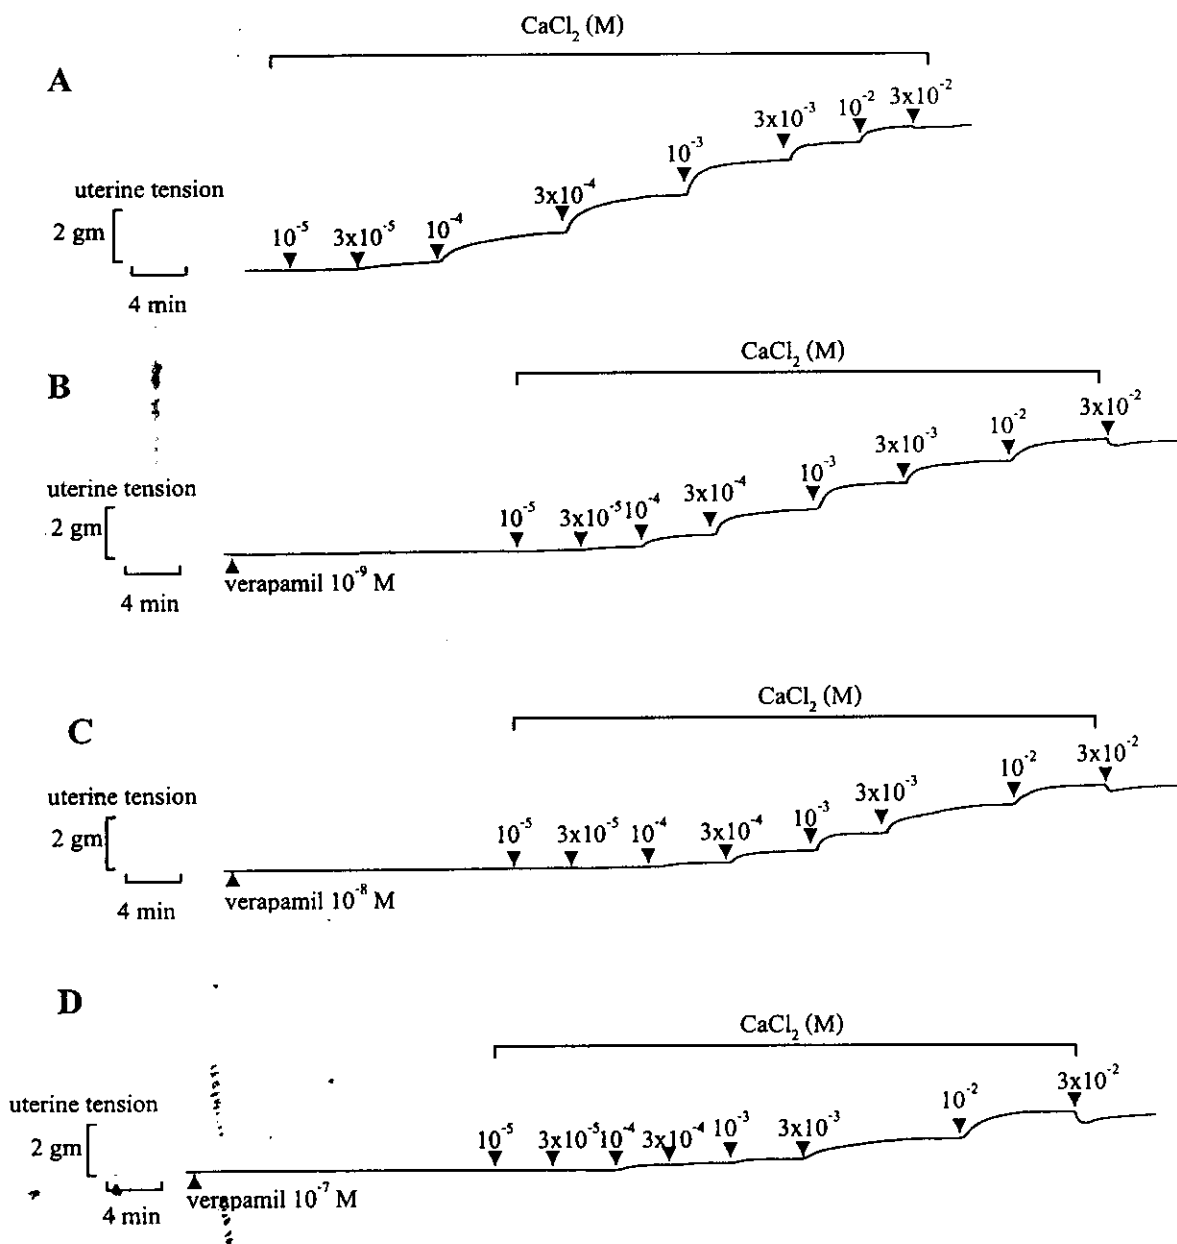 CaCl₂ (M)
A
10⁻⁵ 3x10⁻⁵ 10⁻⁴ 3x10⁻⁴ 10⁻³ 3x10⁻³ 10⁻² 3x10⁻²
uterine tension
2 gm
4 min
CaCl₂ (M)
B
10⁻⁵ 3x10⁻⁵ 10⁻⁴ 3x10⁻⁴ 10⁻³ 3x10⁻³ 10⁻² 3x10⁻²
uterine tension
2 gm
verapamil 10⁻⁹ M
4 min
CaCl₂ (M)
C
10⁻⁵ 3x10⁻⁵ 10⁻⁴ 3x10⁻⁴ 10⁻³ 3x10⁻³ 10⁻² 3x10⁻²
uterine tension
2 gm
verapamil 10⁻⁸ M
4 min
D
CaCl₂ (M)
10⁻⁵ 3x10⁻⁵ 10⁻⁴ 3x10⁻⁴ 10⁻³ 3x10⁻³ 10⁻² 3x10⁻²
uterine tension
2 gm
verapamil 10⁻⁷ M
4 min